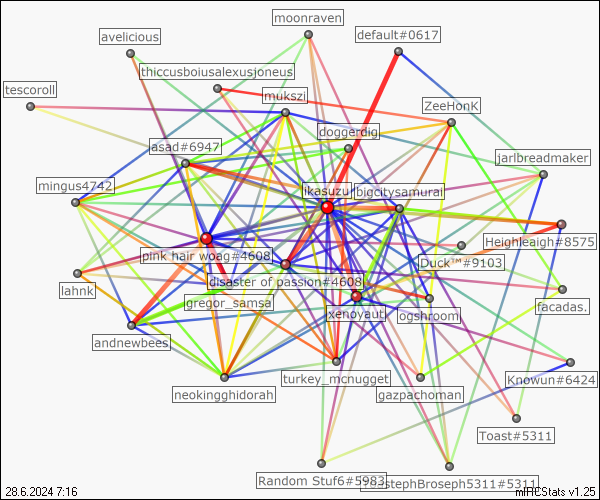 moonraven
avelicious
default#0617
thiccusboiusalexusjoneus
tescoroll
mukszi
ZeeHonK
doggerdig
asad#6947
jarlbreadmaker
mingus4742
ikasuzu
bigcitysamurai
Heighleaigh#8575
pink hair woag#4608
Duck™#9103
lahnk
disaster of passion#4608
gregor_samsa
facadas.
xenoyaut
ogshroom
andnewbees
turkey_mcnugget
Knowun#6424
neokingghidorah
gazpachoman
Toast#5311
Random Stuf6#5983
stephBroseph5311#5311
28.6.2024 7:16
mIRCStats v1.25